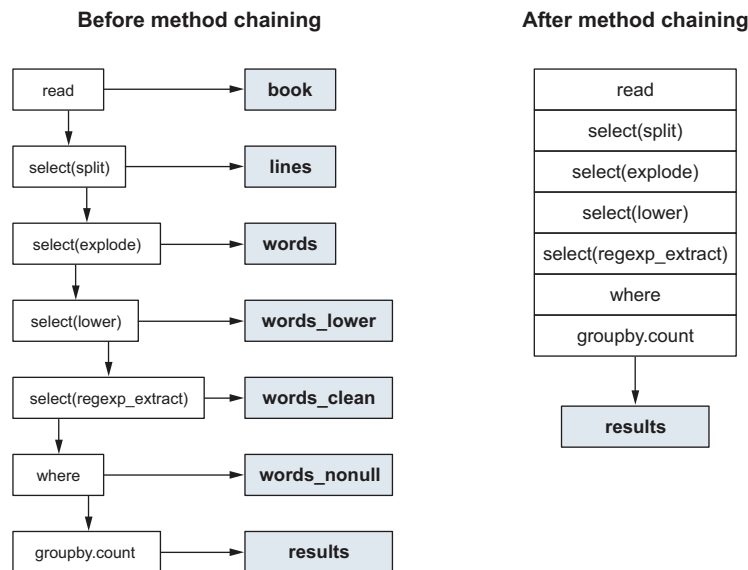 Before method chaining
read
book
select(split)
lines
select(explode)
words
select(lower)
words_lower
select(regexp_extract)
words_clean
where
words_nonull
groupby.count
results
After method chaining
read
select(split)
select(explode)
select(lower)
select(regexp_extract)
where
groupby.count
results